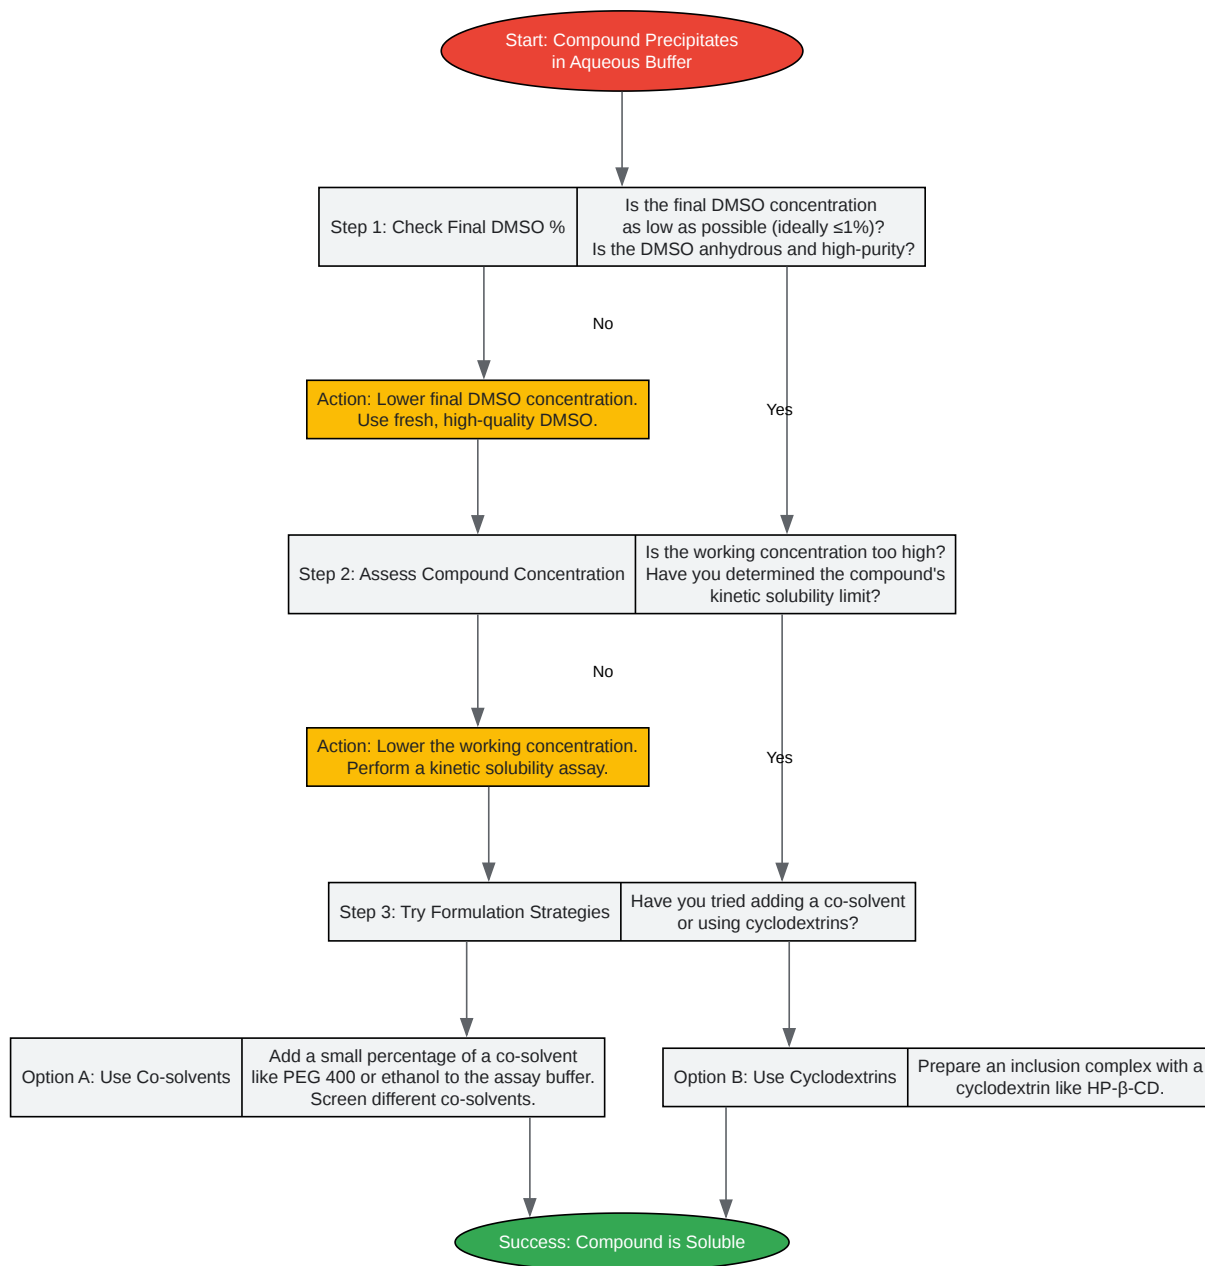 Start: Compound Precipitates
in Aqueous Buffer
Step 1: Check Final DMSO %
Is the final DMSO concentration
as low as possible (ideally ≤1%)?
Is the DMSO anhydrous and high-purity?
No
Action: Lower final DMSO concentration.
Use fresh, high-quality DMSO.
Yes
Step 2: Assess Compound Concentration
Is the working concentration too high?
Have you determined the compound's
kinetic solubility limit?
No
Action: Lower the working concentration.
Perform a kinetic solubility assay.
Yes
Step 3: Try Formulation Strategies
Have you tried adding a co-solvent
or using cyclodextrins?
Option A: Use Co-solvents
Add a small percentage of a co-solvent
like PEG 400 or ethanol to the assay buffer.
Screen different co-solvents.
Option B: Use Cyclodextrins
Prepare an inclusion complex with a
cyclodextrin like HP-β-CD.
Success: Compound is Soluble